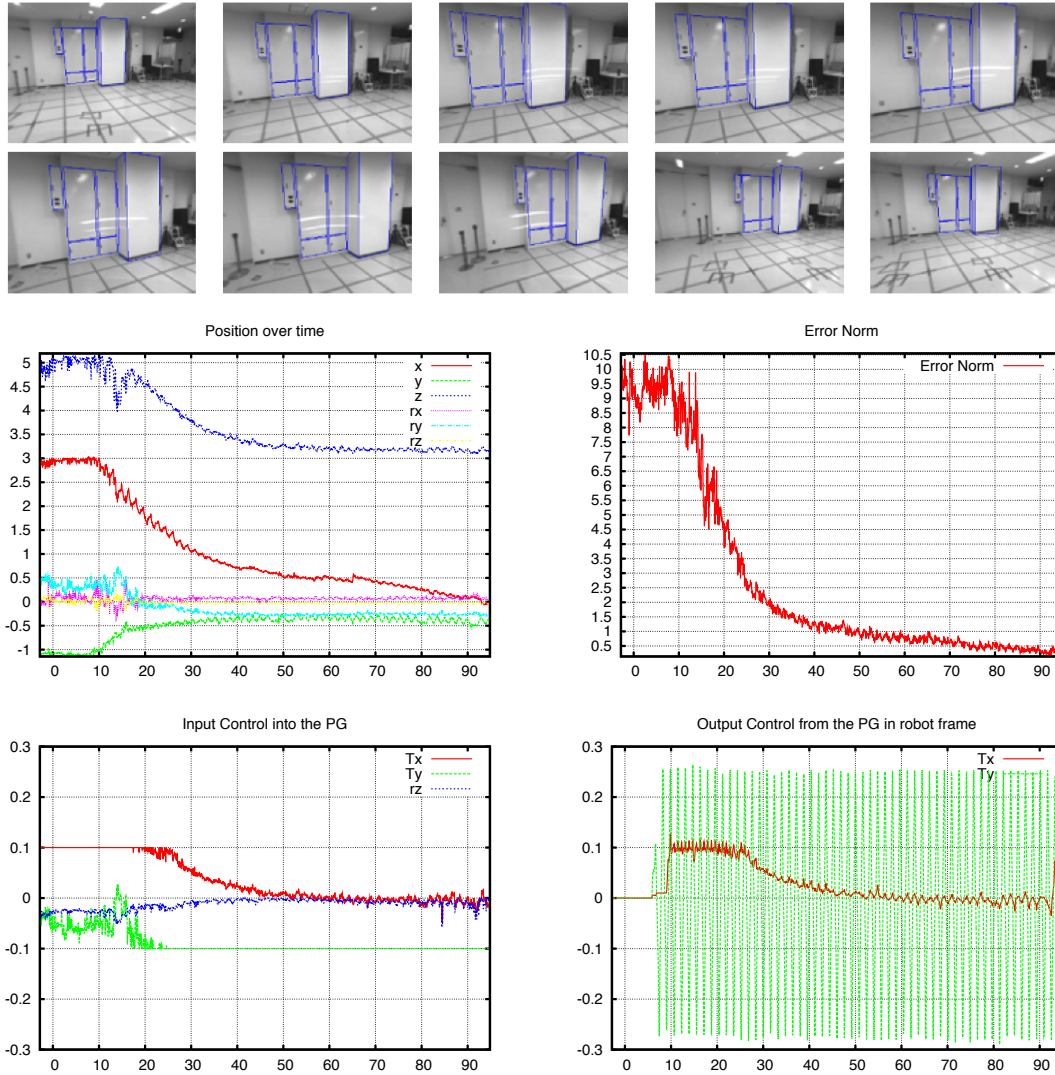 Position over time
x
y
z
rx
ry
rz
5
4.5
4
3.5
3
2.5
2
1.5
1
0.5
0
-0.5
-1
0 10 20 30 40 50 60 70 80 90
Error Norm
Error Norm
10.5
10
9.5
9
8.5
8
7.5
7
6.5
6
5.5
5
4.5
4
3.5
3
2.5
2
1.5
1
0.5
0 10 20 30 40 50 60 70 80 90
Input Control into the PG
Tx
Ty
rz
0.3
0.2
0.1
0
-0.1
-0.2
-0.3
0 10 20 30 40 50 60 70 80 90
Output Control from the PG in robot frame
Tx
Ty
0.3
0.2
0.1
0
-0.1
-0.2
-0.3
0 10 20 30 40 50 60 70 80 90